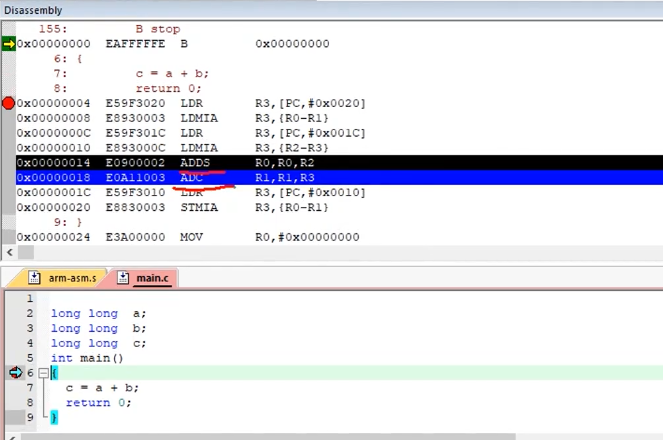 Disassembly
155: B stop
0x00000000 EAFFFFFE B 0x00000000
6: {
7: c = a + b;
8: return 0;
0x00000004 E59F3020 LDR R3,[PC,#0x0020]
0x00000008 E8930003 LDMIA R3,{R0-R1}
0x0000000C E59F301C LDR R3,[PC,#0x001C]
0x00000010 E893000C LDMIA R3,{R2-R3}
0x00000014 E0900002 ADDS R0,R0,R2
0x00000018 E0A11003 ADC R1,R1,R3
0x0000001C E59F3010 LDR R3,[PC,#0x0010]
0x00000020 E8830003 STMIA R3,{R0-R1}
9: }
0x00000024 E3A00000 MOV R0,#0x00000000
arm-asm.s main.c
1
2 long long a;
3 long long b;
4 long long c;
5 int main()
6 {
7 c = a + b;
8 return 0;
9 }